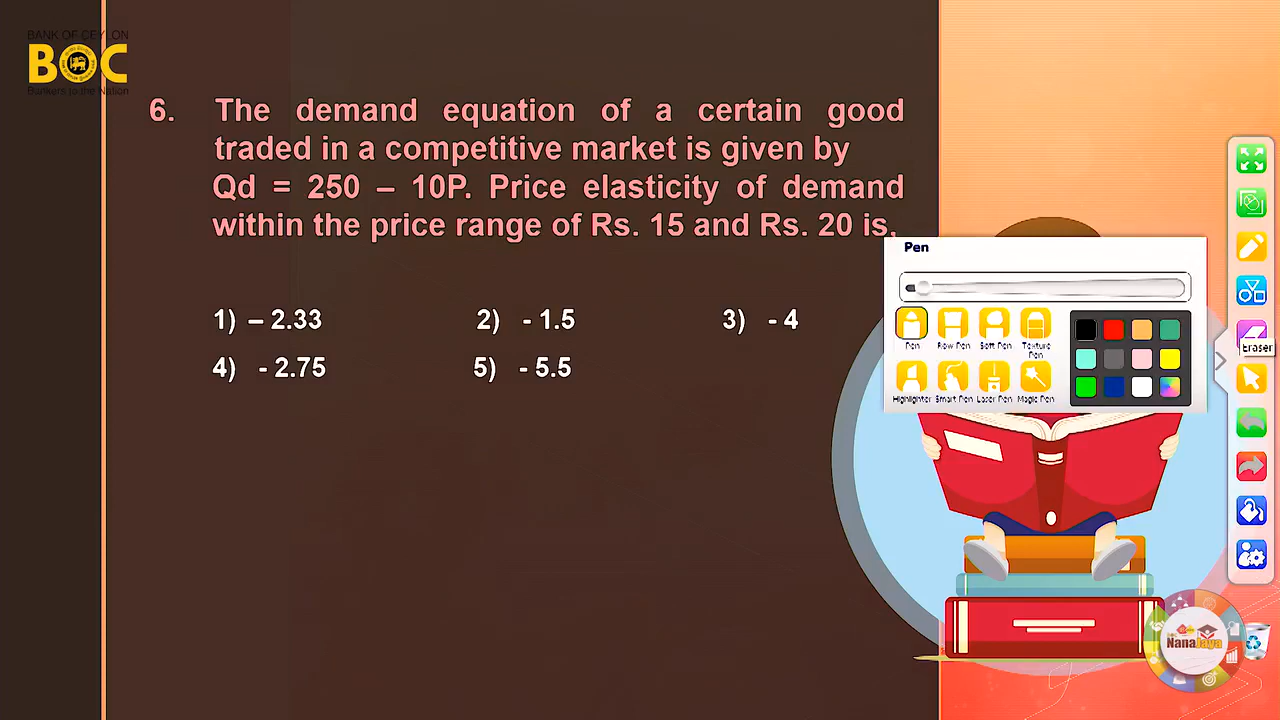 BANK OF CEYLON
BOC
Bankers to the Nation
6. The demand equation of a certain good
traded in a competitive market is given by
Qd = 250 – 10P. Price elasticity of demand
within the price range of Rs. 15 and Rs. 20 is,
1) – 2.33 2) - 1.5 3) - 4
4) - 2.75 5) - 5.5
Pen
Pen Row Pen Soft Pen Texture Pen
Highlighter Smart Pen Laser Pen Magic Pen
Eraser
NanaJaya